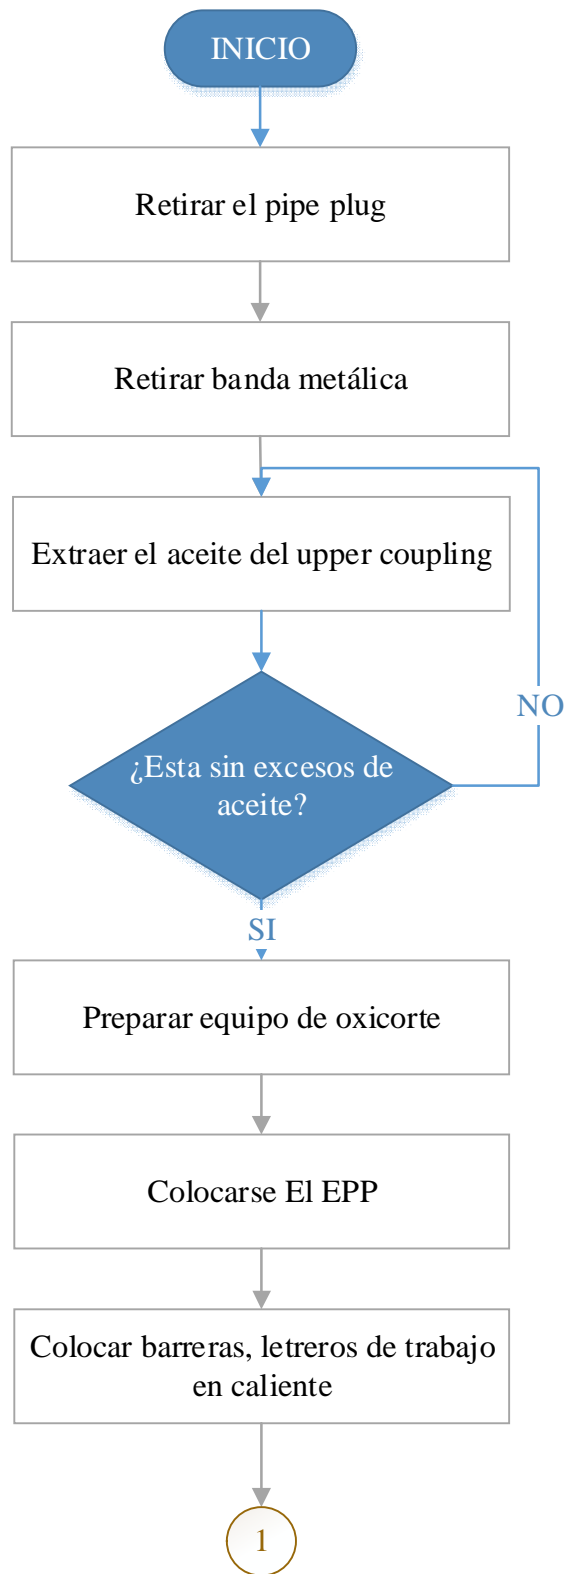 INICIO
Retirar el pipe plug
Retirar banda metálica
Extraer el aceite del upper coupling
NO
¿Esta sin excesos de
aceite?
SI
Preparar equipo de oxicorte
Colocarse El EPP
Colocar barreras, letreros de trabajo
en caliente
1